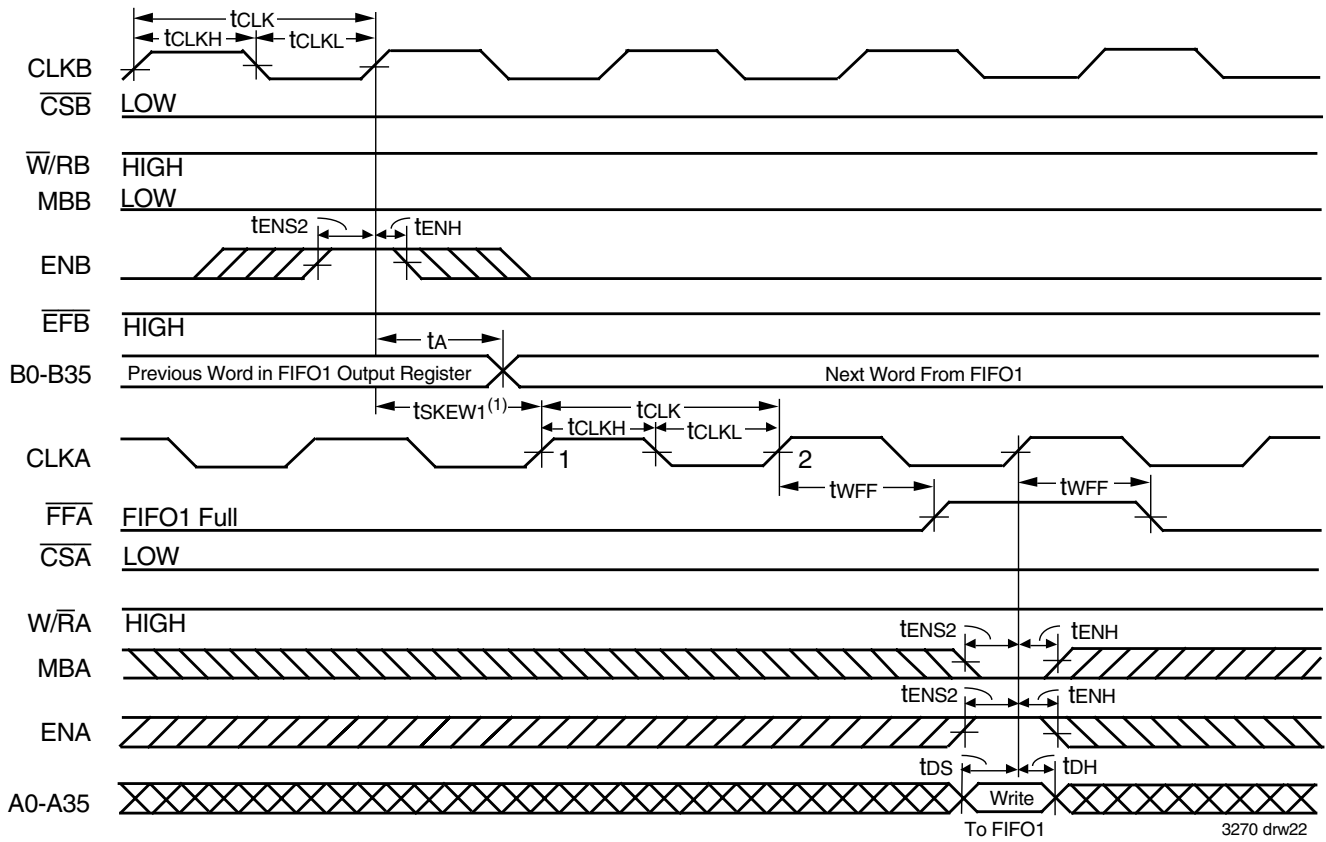 tCLK
tCLKH tCLKL
CLKB
CSB LOW
W/RB HIGH
MBB LOW
tENS2 tENH
ENB
EFB HIGH
tA
B0-B35 Previous Word in FIFO1 Output Register Next Word From FIFO1
tSKEW1(1) tCLK
tCLKH tCLKL
CLKA 1 2
tWFF tWFF
FFA FIFO1 Full
CSA LOW
W/RA HIGH
tENS2 tENH
MBA
tENS2 tENH
ENA
tDS tDH
A0-A35 Write
To FIFO1 3270 drw22